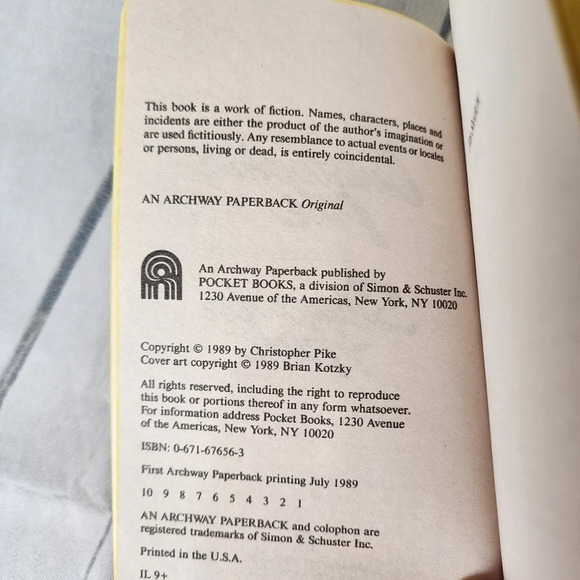 This book is a work of fiction. Names, characters, places and
incidents are either the product of the author's imagination or
are used fictitiously. Any resemblance to actual events or locales
or persons, living or dead, is entirely coincidental.
AN ARCHWAY PAPERBACK Original
An Archway Paperback published by
POCKET BOOKS, a division of Simon & Schuster Inc.
1230 Avenue of the Americas, New York, NY 10020
Copyright © 1989 by Christopher Pike
Cover art copyright © 1989 Brian Kotzky
All rights reserved, including the right to reproduce
this book or portions thereof in any form whatsoever.
For information address Pocket Books, 1230 Avenue
of the Americas, New York, NY 10020
ISBN: 0-671-67656-3
First Archway Paperback printing July 1989
10 9 8 7 6 5 4 3 2 1
AN ARCHWAY PAPERBACK and colophon are
registered trademarks of Simon & Schuster Inc.
Printed in the U.S.A.
IL 9+